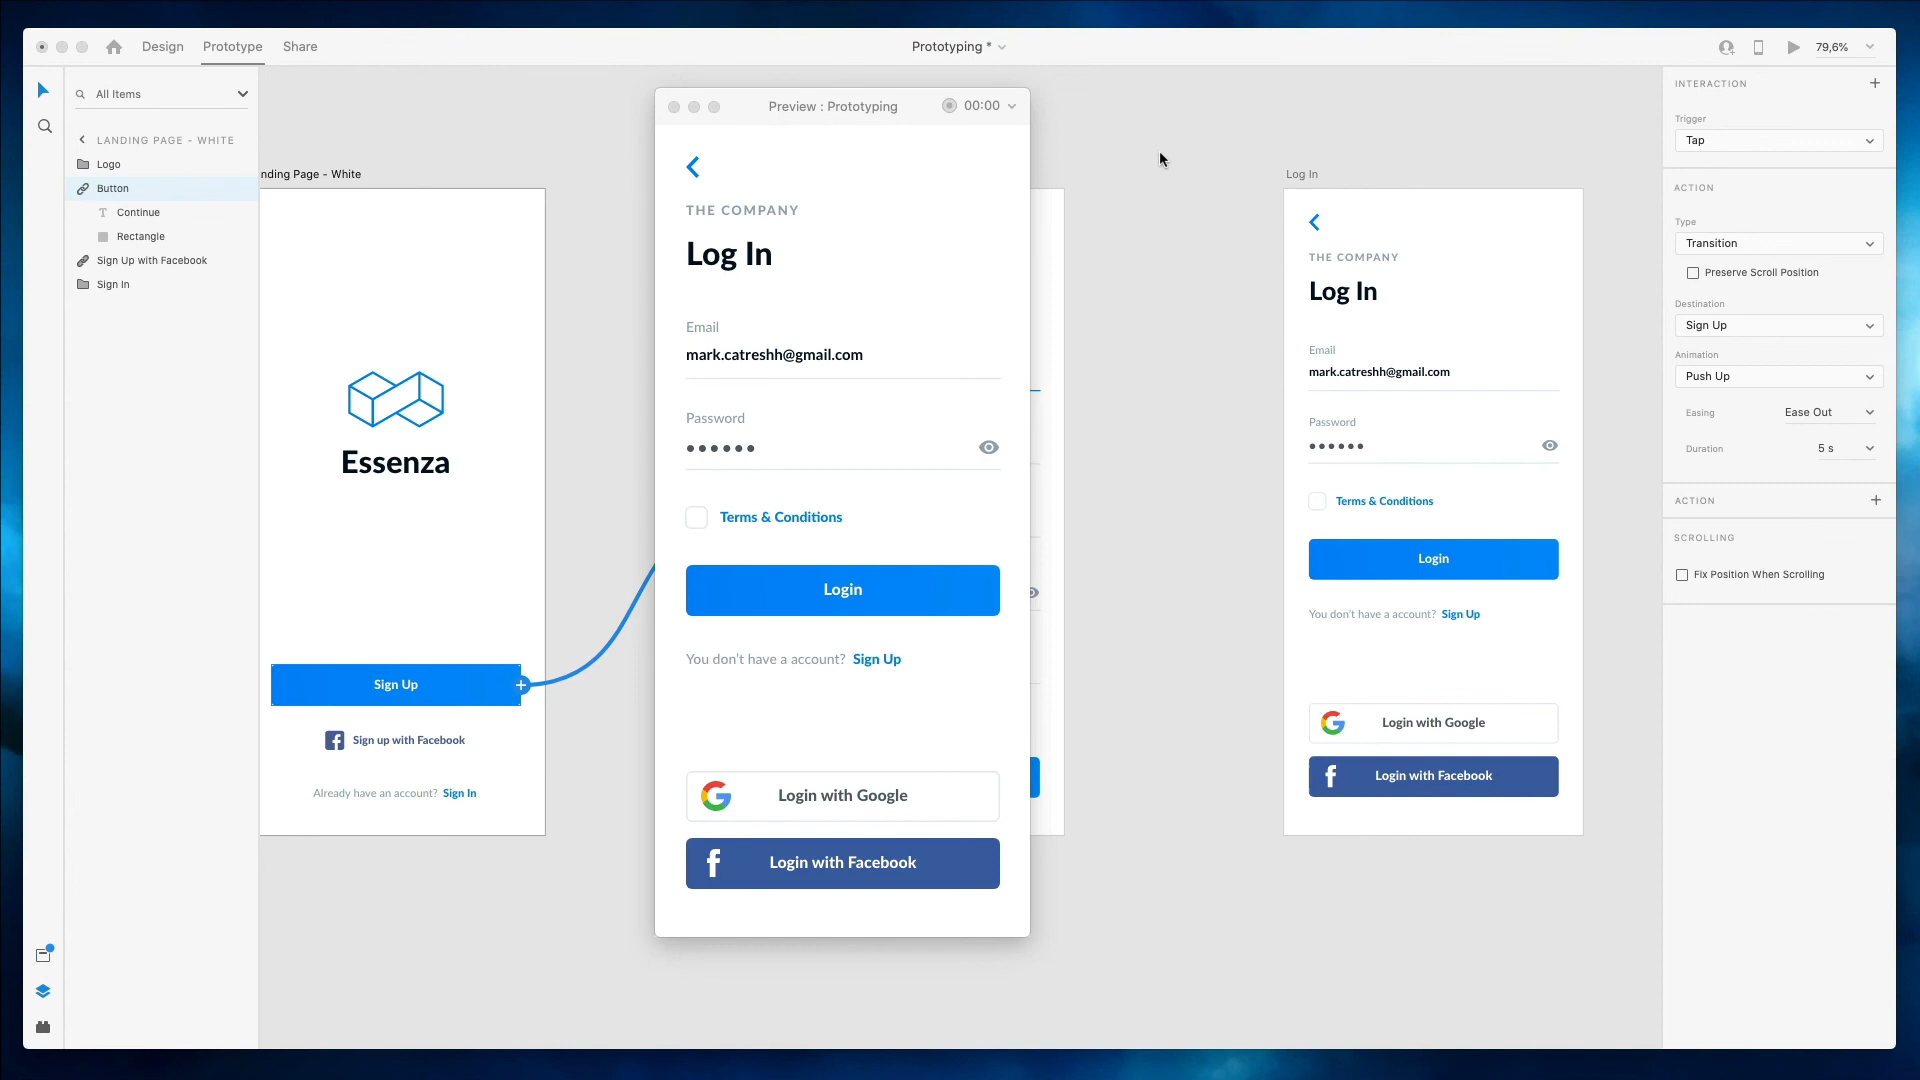 Design Prototype Share
Prototyping *
79,6%
All Items
LANDING PAGE - WHITE
Logo
Button
Continue
Rectangle
Sign Up with Facebook
Sign In
nding Page - White
Essenza
Sign Up
Sign up with Facebook
Already have an account? Sign In
Preview : Prototyping
00:00
THE COMPANY
Log In
Email
mark.catreshh@gmail.com
Password
Terms & Conditions
Login
You don't have a account? Sign Up
Login with Google
Login with Facebook
Log In
THE COMPANY
Log In
Email
mark.catreshh@gmail.com
Password
Terms & Conditions
Login
You don't have a account? Sign Up
Login with Google
Login with Facebook
INTERACTION
Trigger
Tap
ACTION
Type
Transition
Preserve Scroll Position
Destination
Sign Up
Animation
Push Up
Easing Ease Out
Duration 5 s
ACTION
SCROLLING
Fix Position When Scrolling